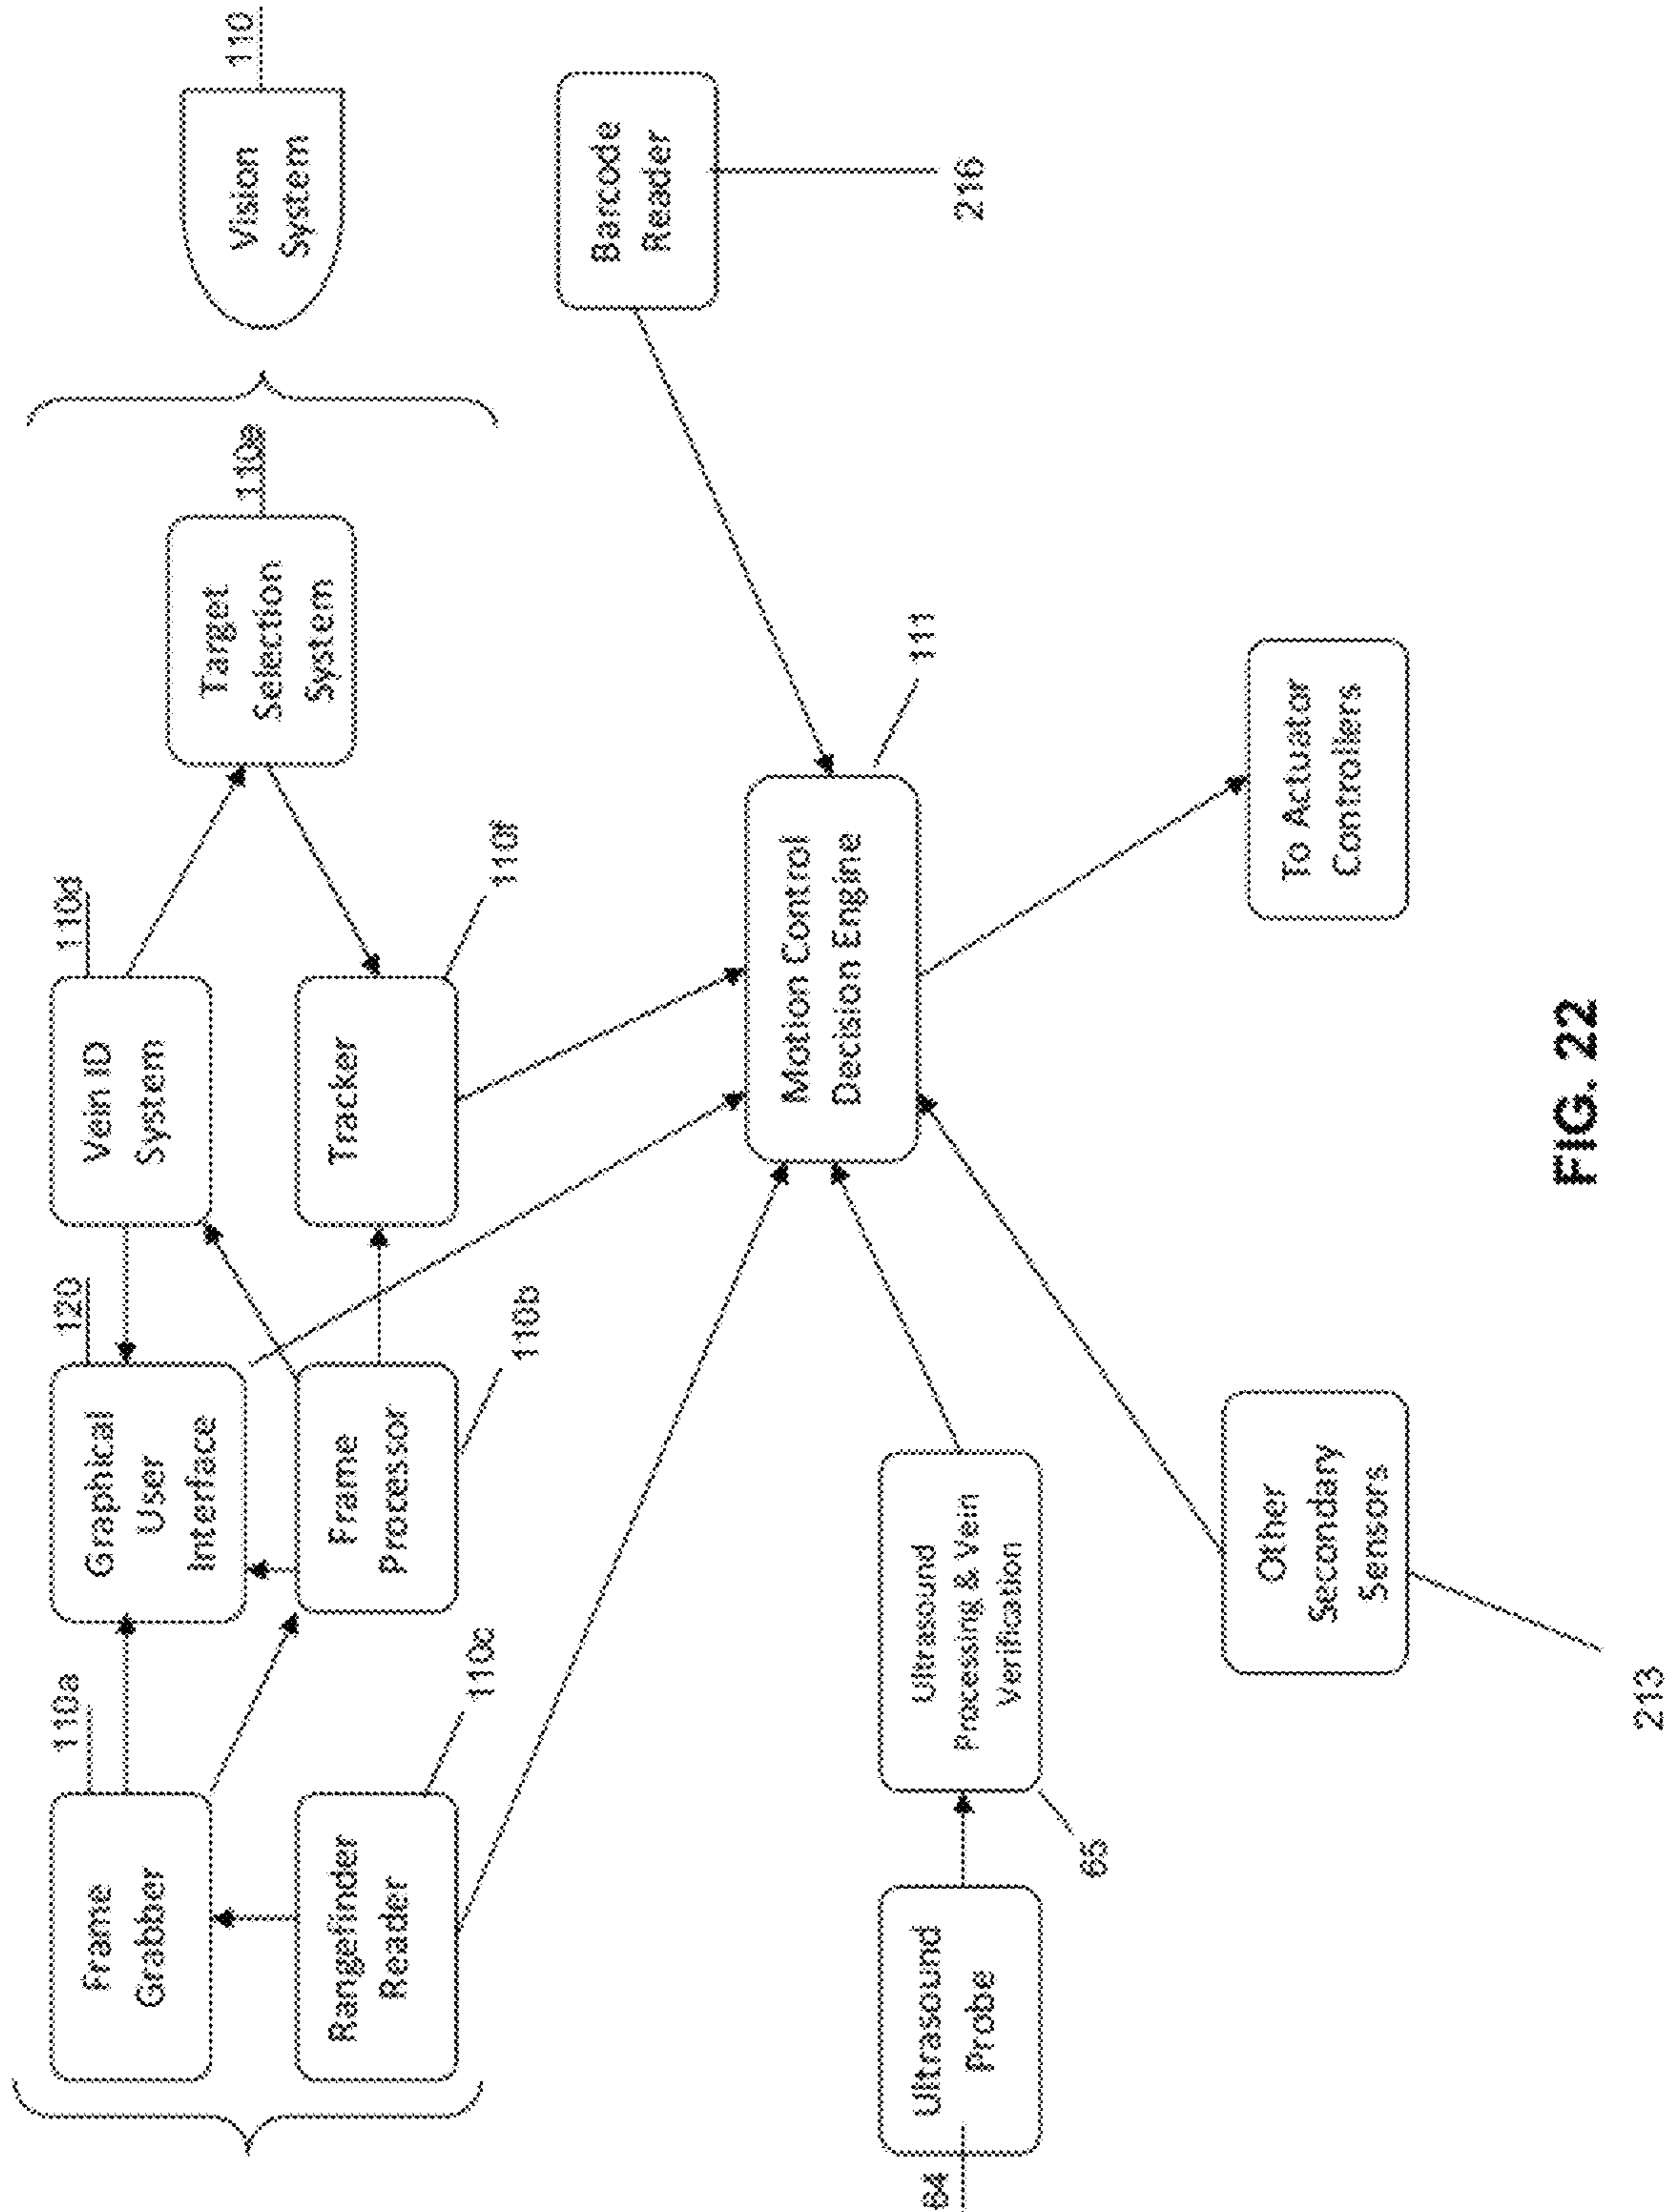 110a
120
110d
Frame
Grabber
Graphical
User
Interface
Vein ID
System
Target
Selection
System
110e
Vision
System
110
Rangefinder
Reader
110c
Frame
Processor
110b
Tracker
110f
Barcode
Reader
216
Motion Control
Decision Engine
111
Ultrasound
Probe
64
Ultrasound
Processing & Vein
Verification
65
Other
Secondary
Sensors
213
To Actuator
Controllers
FIG. 22